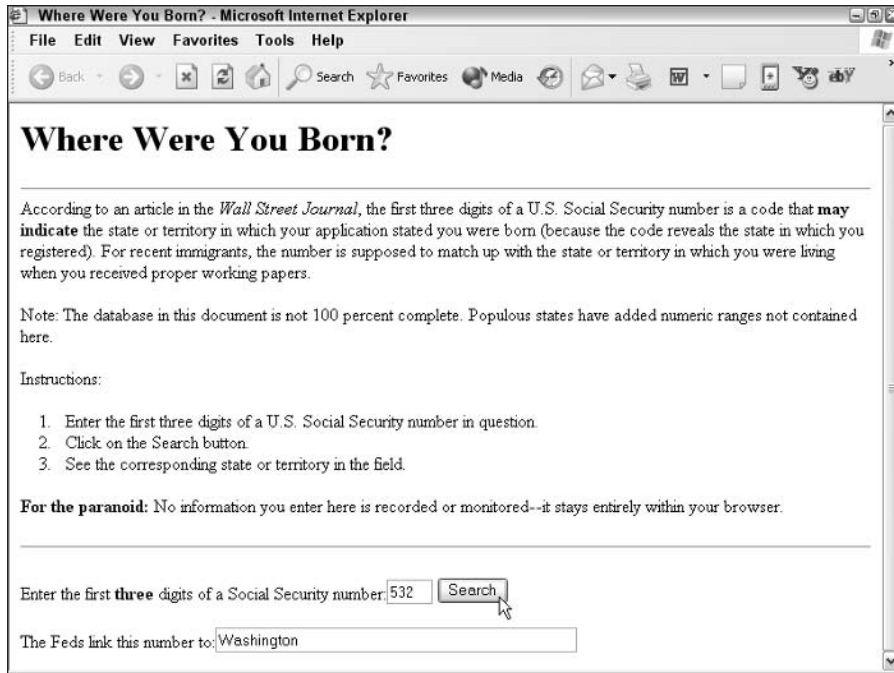 Where Were You Born? - Microsoft Internet Explorer
File Edit View Favorites Tools Help
Back Search Favorites Media
Where Were You Born?
According to an article in the Wall Street Journal, the first three digits of a U.S. Social Security number is a code that may
indicate the state or territory in which your application stated you were born (because the code reveals the state in which you
registered). For recent immigrants, the number is supposed to match up with the state or territory in which you were living
when you received proper working papers.
Note: The database in this document is not 100 percent complete. Populous states have added numeric ranges not contained
here.
Instructions:
1. Enter the first three digits of a U.S. Social Security number in question.
2. Click on the Search button.
3. See the corresponding state or territory in the field.
For the paranoid: No information you enter here is recorded or monitored--it stays entirely within your browser.
Enter the first three digits of a Social Security number: 532 Search
The Feds link this number to: Washington